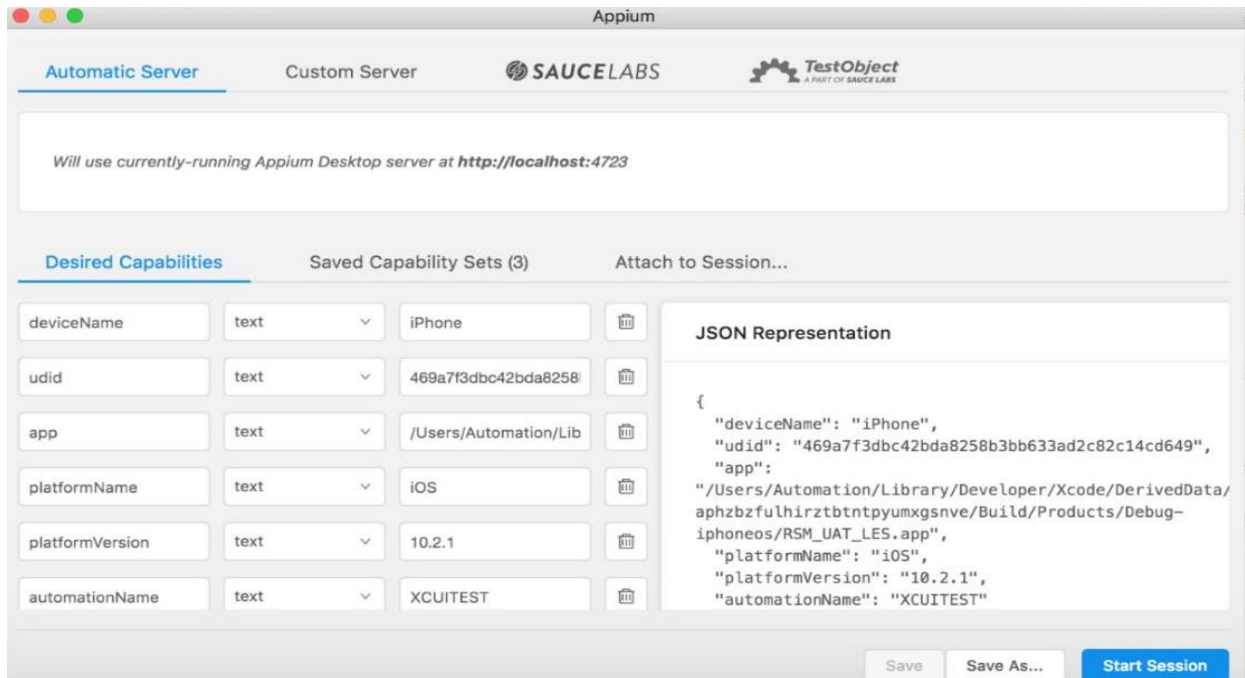 Appium
Automatic Server Custom Server SAUCELABS TestObject
A PART OF SAUCE LABS
Will use currently-running Appium Desktop server at http://localhost:4723
Desired Capabilities Saved Capability Sets (3) Attach to Session...
deviceName text iPhone
udid text 469a7f3dbc42bda8258
app text /Users/Automation/Lib
platformName text iOS
platformVersion text 10.2.1
automationName text XCUITEST
JSON Representation
{
"deviceName": "iPhone",
"udid": "469a7f3dbc42bda8258b3bb633ad2c82c14cd649",
"app":
"/Users/Automation/Library/Developer/Xcode/DerivedData/
aphzbzfulhirztbtntpyumxgsnve/Build/Products/Debug-
iphoneos/RSM_UAT_LES.app",
"platformName": "iOS",
"platformVersion": "10.2.1",
"automationName": "XCUITEST"
Save Save As... Start Session